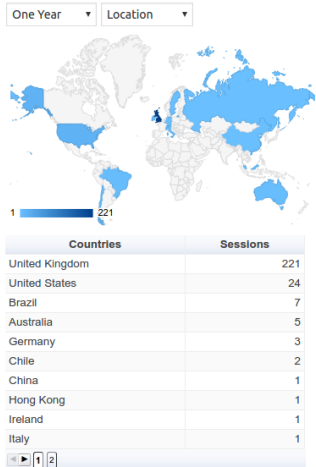 One Year ▼ Location ▼
1 221
Countries Sessions
United Kingdom 221
United States 24
Brazil 7
Australia 5
Germany 3
Chile 2
China 1
Hong Kong 1
Ireland 1
Italy 1
◀ ▶ 1 2